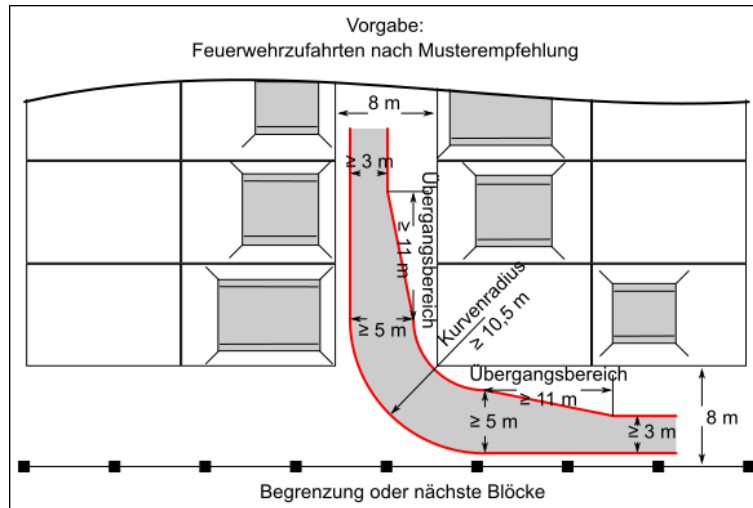 Vorgabe:
Feuerwehrzufahrten nach Musterempfehlung
8 m
≥ 3 m
Übergangsbereich
≥ 11 m
Kurvenradius
≥ 10,5 m
≥ 5 m
Übergangsbereich
≥ 11 m
≥ 5 m
≥ 3 m
8 m
Begrenzung oder nächste Blöcke